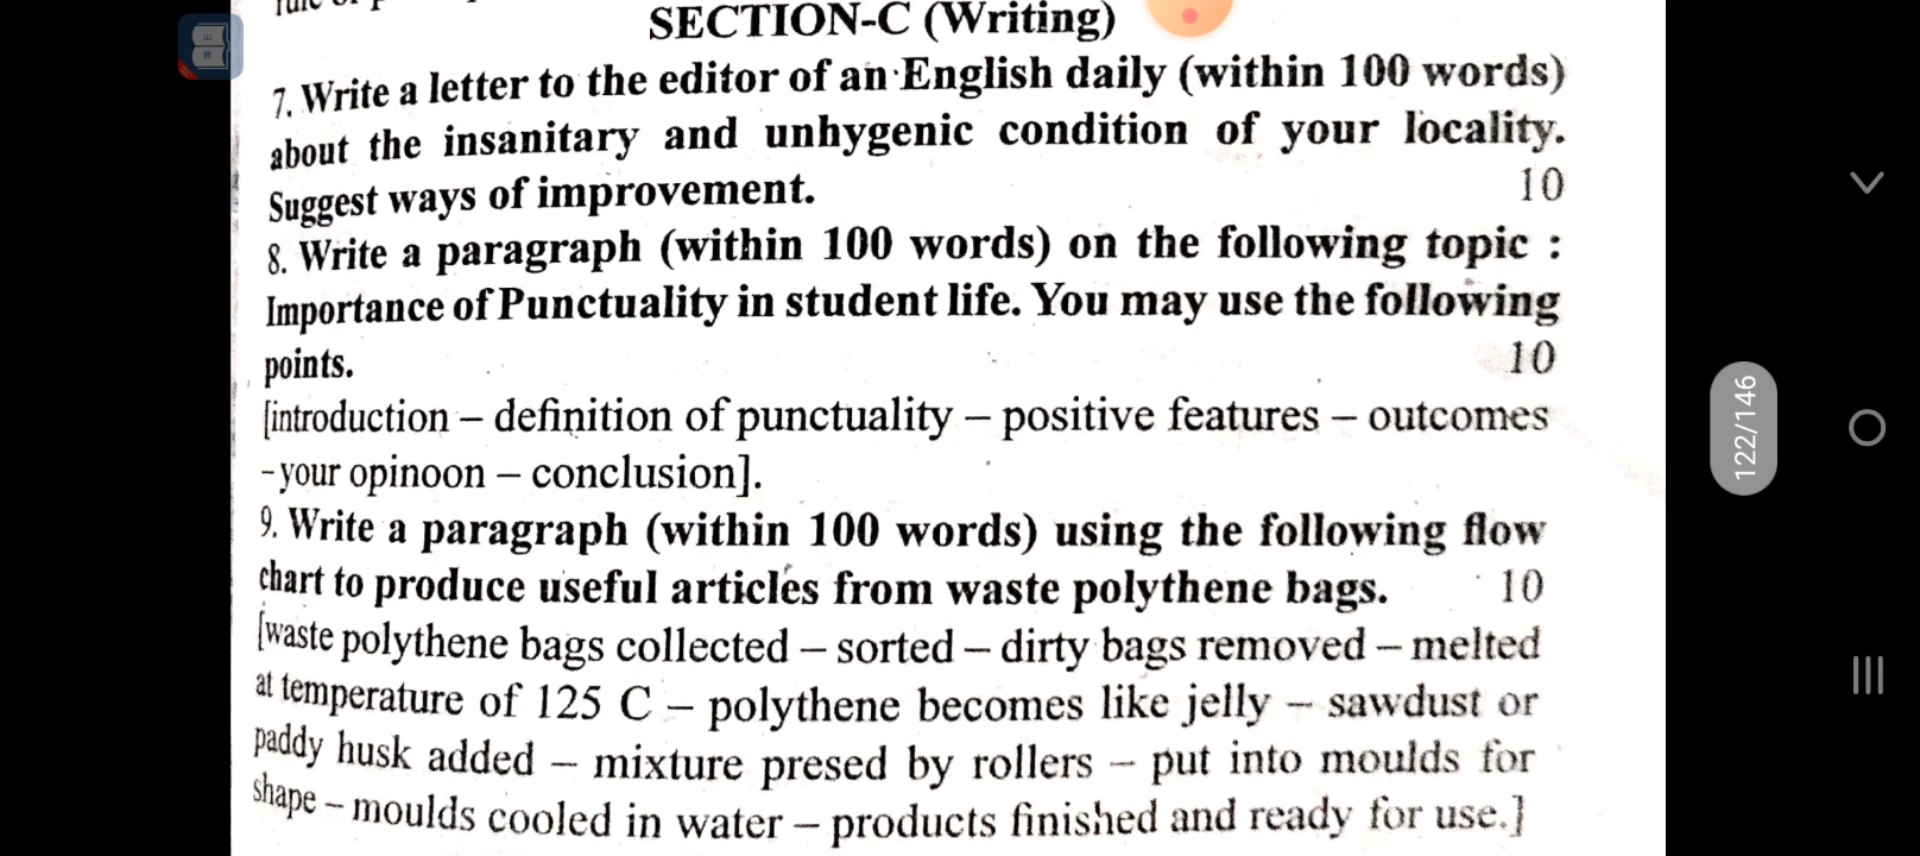 SECTION-C (Writing)
7. Write a letter to the editor of an English daily (within 100 words)
about the insanitary and unhygenic condition of your locality.
Suggest ways of improvement. 10
8. Write a paragraph (within 100 words) on the following topic :
Importance of Punctuality in student life. You may use the following
points. 10
[introduction – definition of punctuality – positive features – outcomes
- your opinoon – conclusion].
9. Write a paragraph (within 100 words) using the following flow
chart to produce useful articles from waste polythene bags. 10
[waste polythene bags collected – sorted – dirty bags removed – melted
at temperature of 125 C – polythene becomes like jelly – sawdust or
paddy husk added – mixture presed by rollers – put into moulds for
shape – moulds cooled in water – products finished and ready for use.]
122/146